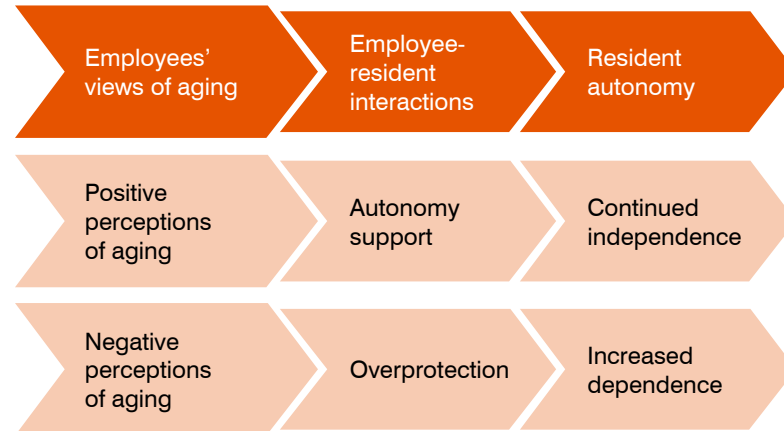 Employees’
views of aging
Employee-
resident
interactions
Resident
autonomy
Positive
perceptions
of aging
Autonomy
support
Continued
independence
Negative
perceptions
of aging
Overprotection
Increased
dependence